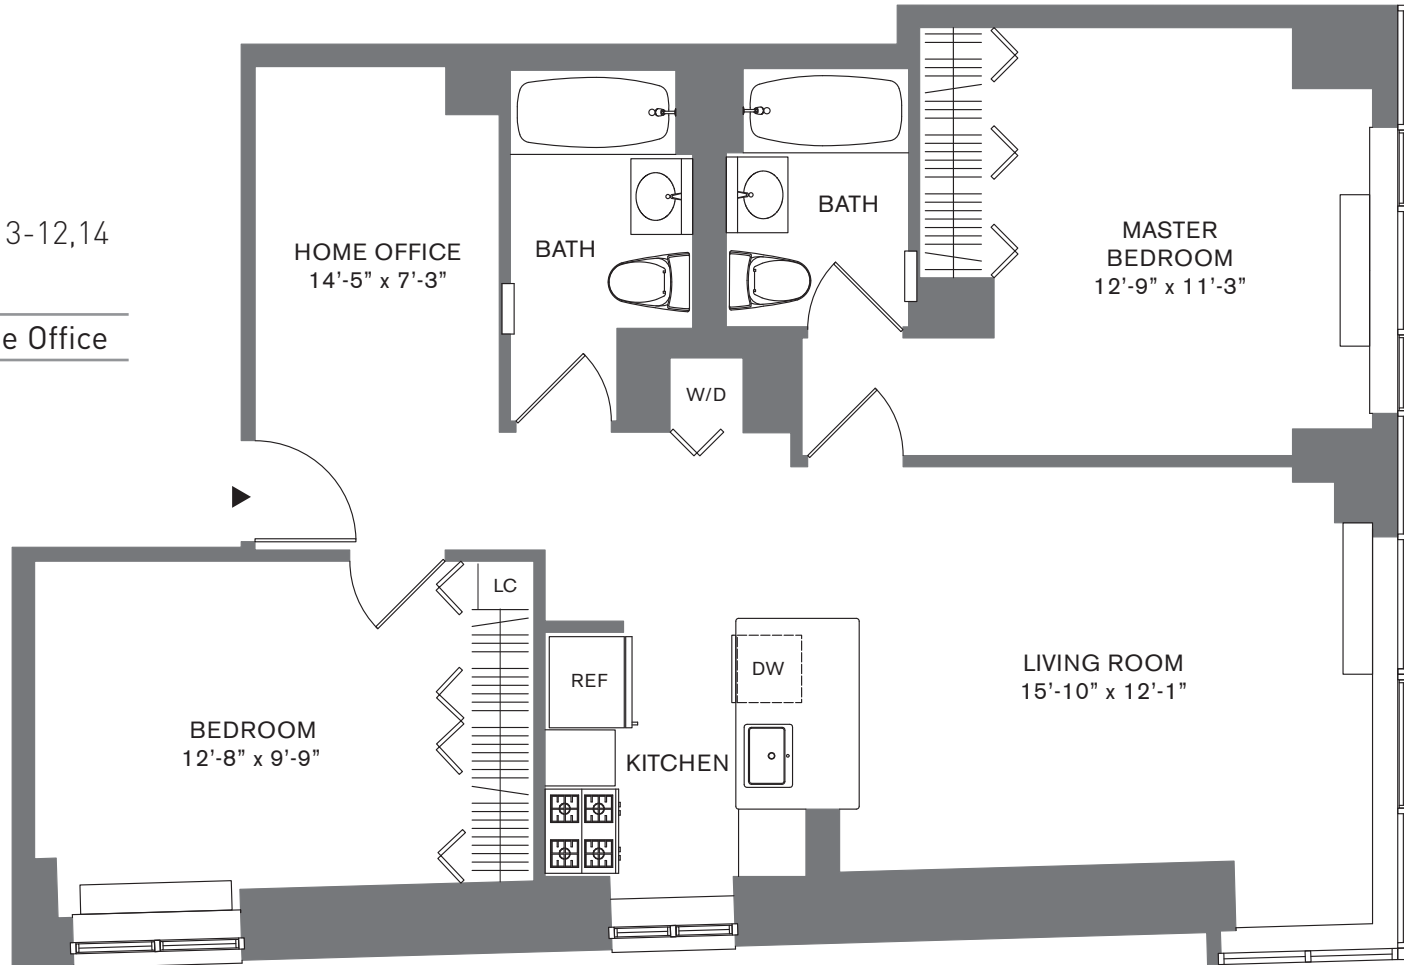 3-12,14
e Office
HOME OFFICE
14'-5" x 7'-3"
BATH
BATH
MASTER
BEDROOM
12'-9" x 11'-3"
W/D
LC
REF
DW
KITCHEN
BEDROOM
12'-8" x 9'-9"
LIVING ROOM
15'-10" x 12'-1"